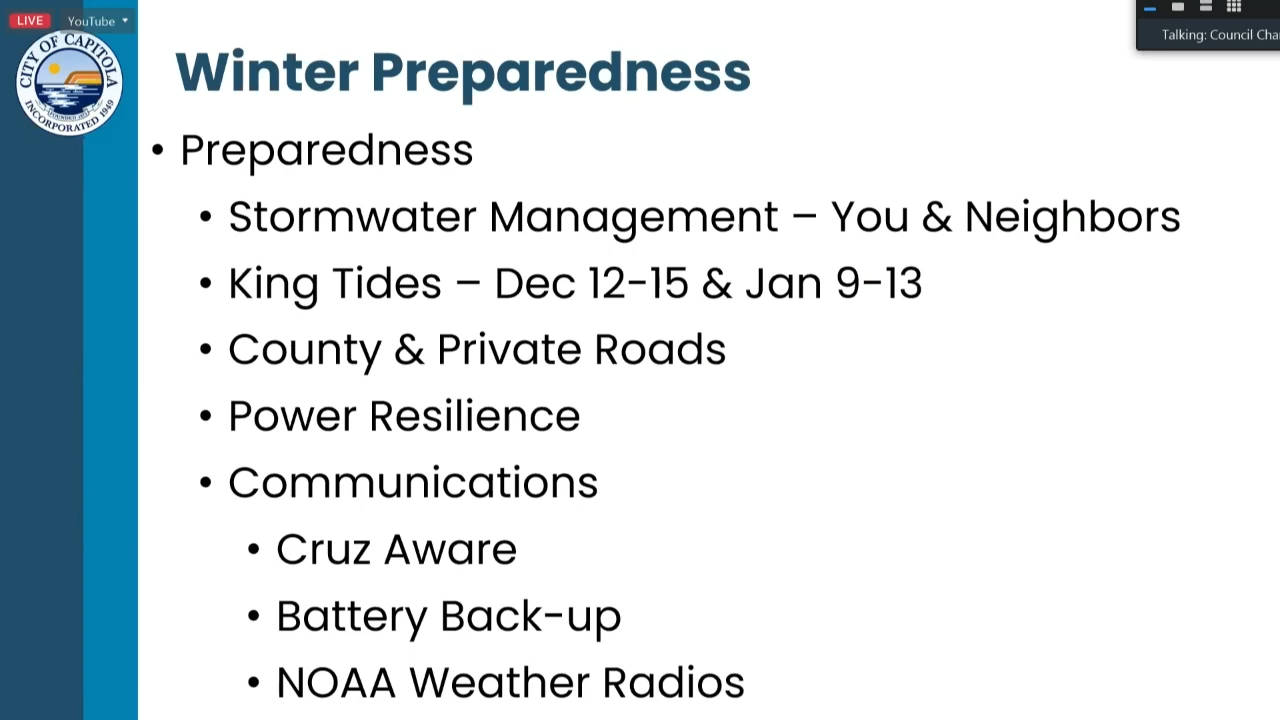 LIVE YouTube
Talking: Council Cha
CITY OF CAPITOLA
INCORPORATED 1949
Winter Preparedness
• Preparedness
• Stormwater Management – You & Neighbors
• King Tides – Dec 12-15 & Jan 9-13
• County & Private Roads
• Power Resilience
• Communications
• Cruz Aware
• Battery Back-up
• NOAA Weather Radios